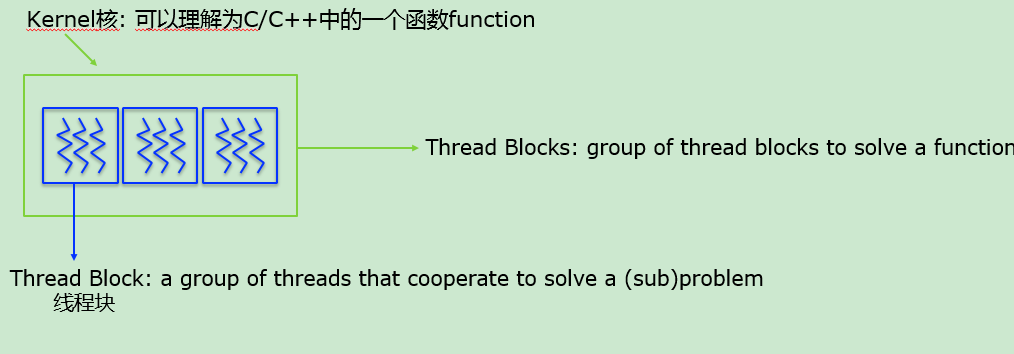 Kernel核: 可以理解为C/C++中的一个函数function
Thread Blocks: group of thread blocks to solve a function
Thread Block: a group of threads that cooperate to solve a (sub)problem
线程块